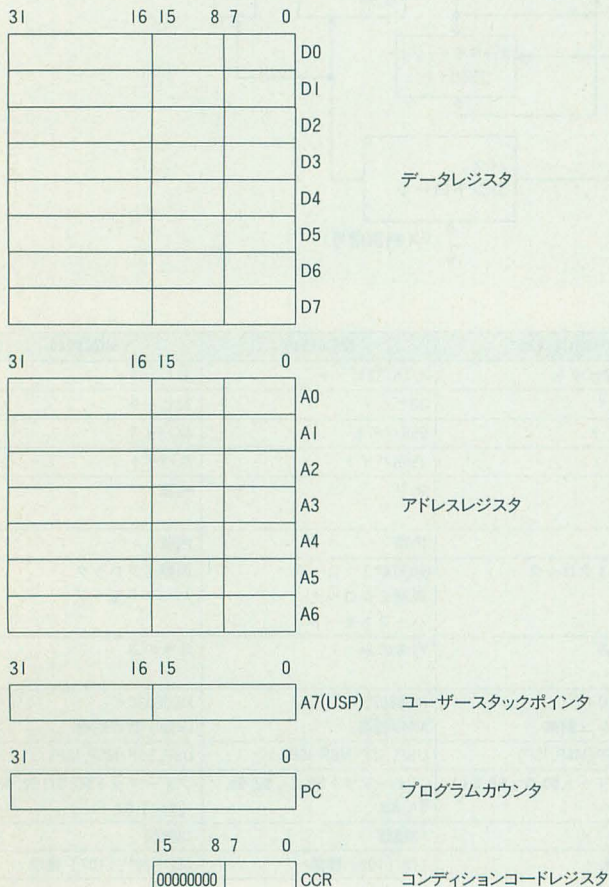 31 16 15 8 7 0
D0
D1
D2
D3
データレジスタ
D4
D5
D6
D7
31 16 15 0
A0
A1
A2
A3 アドレスレジスタ
A4
A5
A6
31 16 15 0
A7(USP) ユーザースタックポインタ
31 0
PC プログラムカウンタ
15 8 7 0
00000000 CCR コンディションコードレジスタ